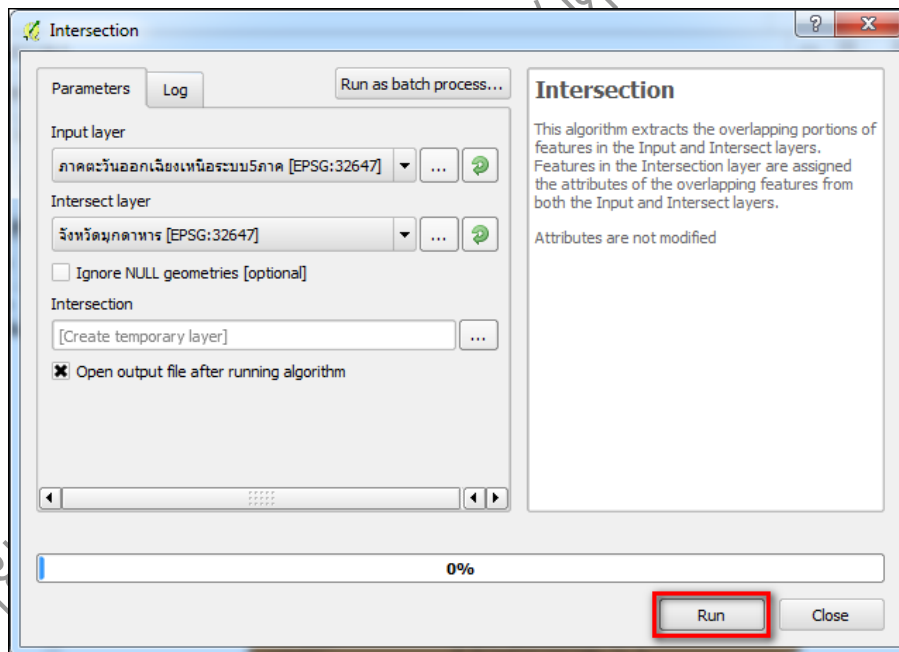 Intersection
Parameters
Log
Run as batch process...
Input layer
ภาคตะวันออกเฉียงเหนือระบบ5ภาค [EPSG:32647]
...
Intersect layer
จังหวัดมุกดาหาร [EPSG:32647]
...
Ignore NULL geometries [optional]
Intersection
[Create temporary layer]
...
Open output file after running algorithm
Intersection
This algorithm extracts the overlapping portions of
features in the Input and Intersect layers.
Features in the Intersection layer are assigned
the attributes of the overlapping features from
both the Input and Intersect layers.
Attributes are not modified
0%
Run
Close